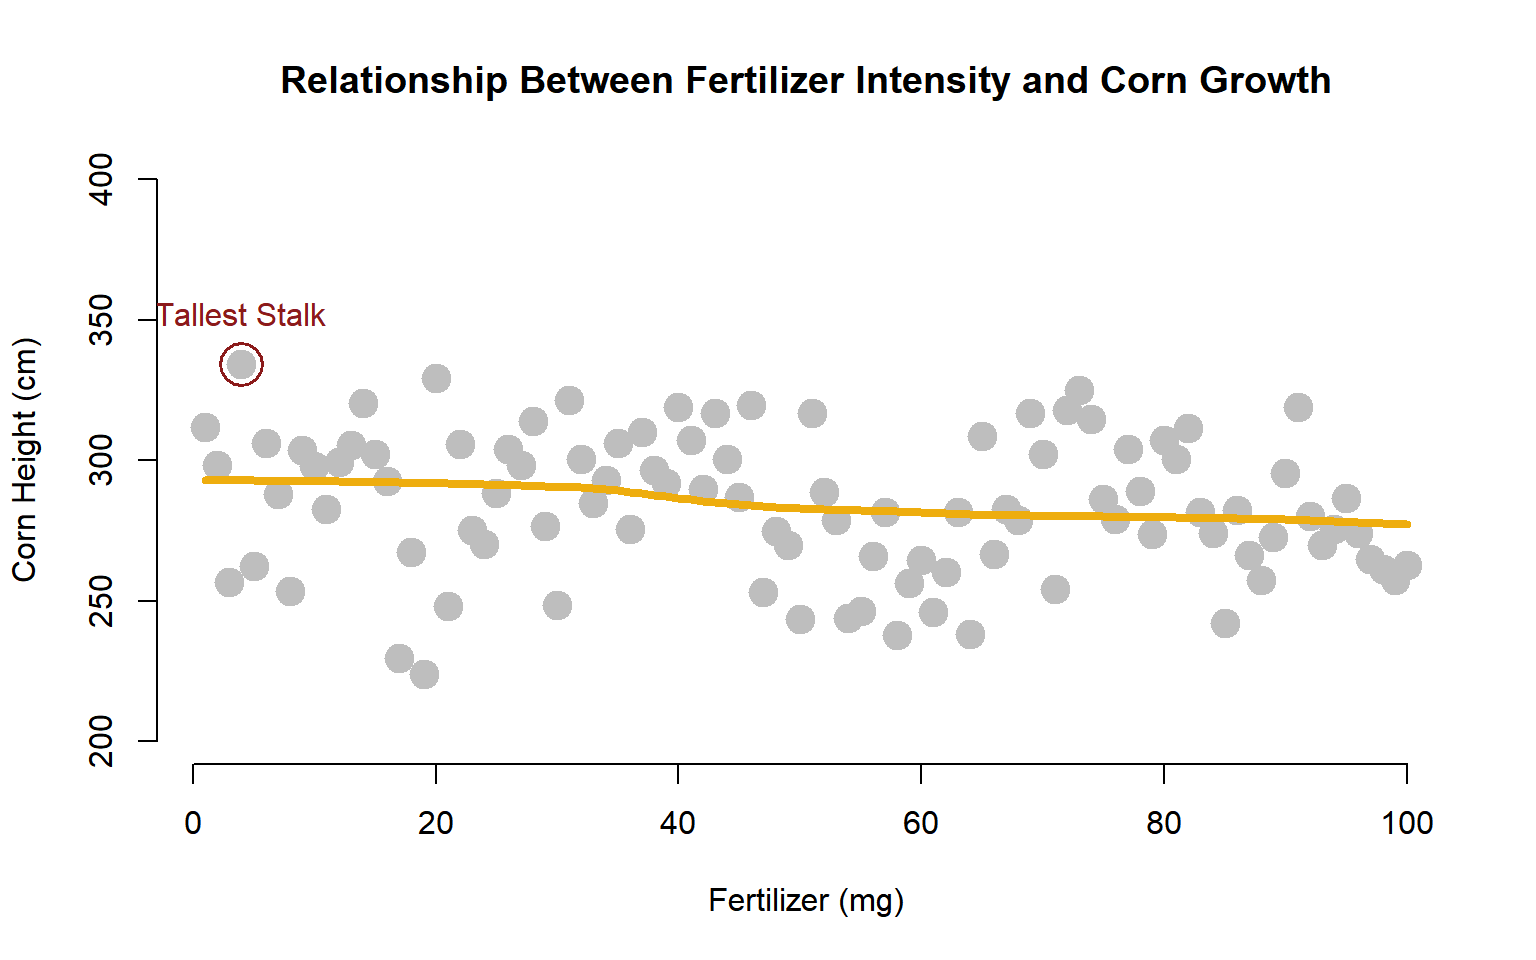 Relationship Between Fertilizer Intensity and Corn Growth
400
350
300
250
200
Corn Height (cm)
Tallest Stalk
0 20 40 60 80 100
Fertilizer (mg)